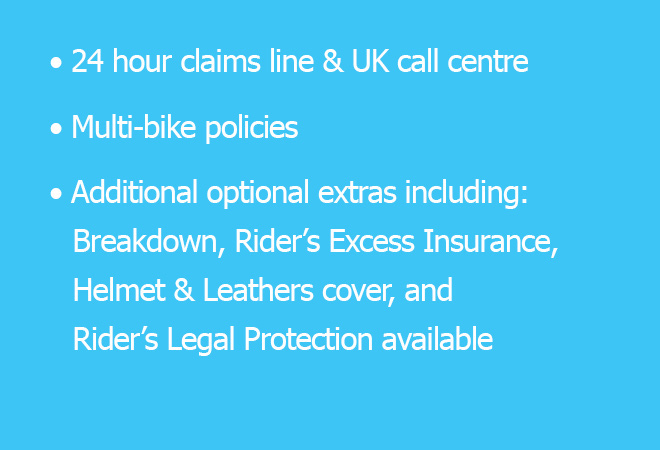 • 24 hour claims line & UK call centre
• Multi-bike policies
• Additional optional extras including:
Breakdown, Rider’s Excess Insurance,
Helmet & Leathers cover, and
Rider’s Legal Protection available